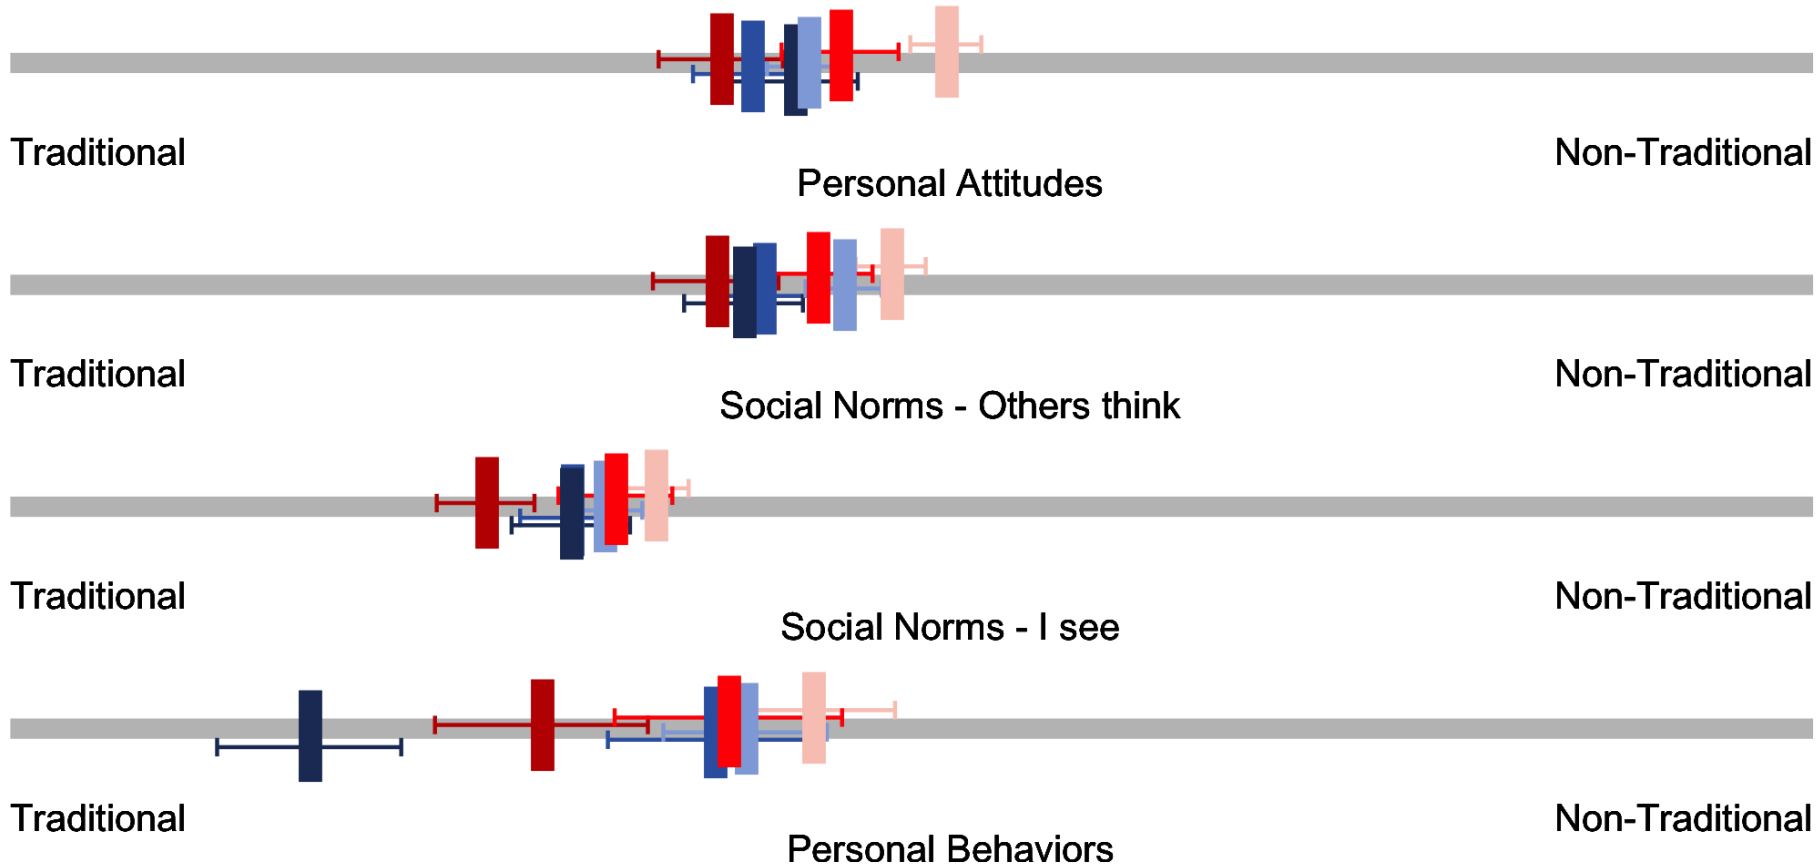 Traditional
Non-Traditional
Personal Attitudes
Traditional
Non-Traditional
Social Norms - Others think
Traditional
Non-Traditional
Social Norms - I see
Traditional
Non-Traditional
Personal Behaviors